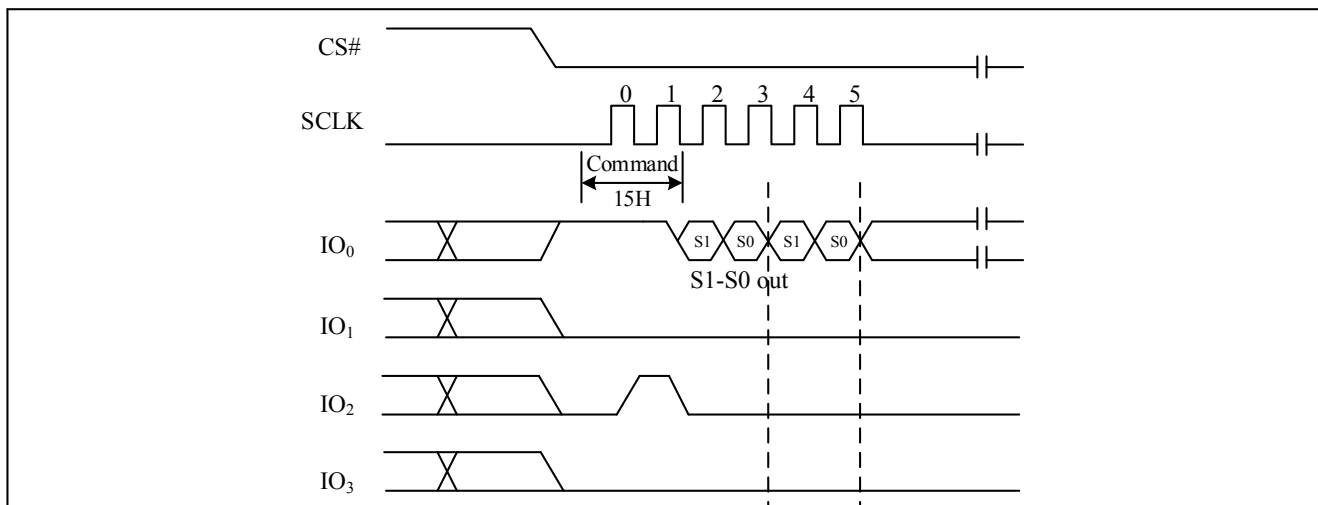 CS#
0 1 2 3 4 5
SCLK
Command
15H
IO0
S1 S0 S1 S0
S1-S0 out
IO1
IO2
IO3